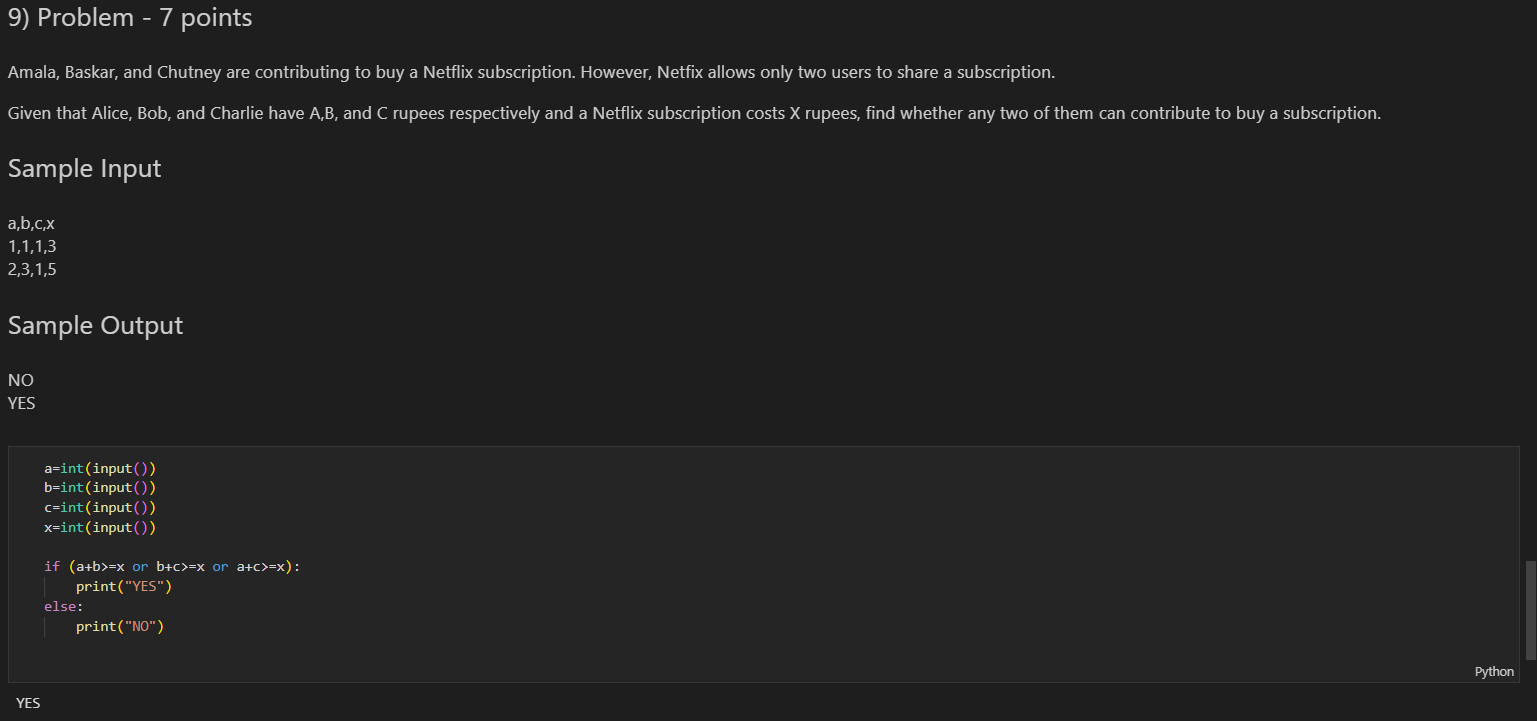 9) Problem - 7 points
Amala, Baskar, and Chutney are contributing to buy a Netflix subscription. However, Netfix allows only two users to share a subscription.
Given that Alice, Bob, and Charlie have A,B, and C rupees respectively and a Netflix subscription costs X rupees, find whether any two of them can contribute to buy a subscription.
Sample Input
a,b,c,x
1,1,1,3
2,3,1,5
Sample Output
NO
YES
a=int(input())
b=int(input())
c=int(input())
x=int(input())
if (a+b>=x or b+c>=x or a+c>=x):
    print("YES")
else:
    print("NO")
Python
YES